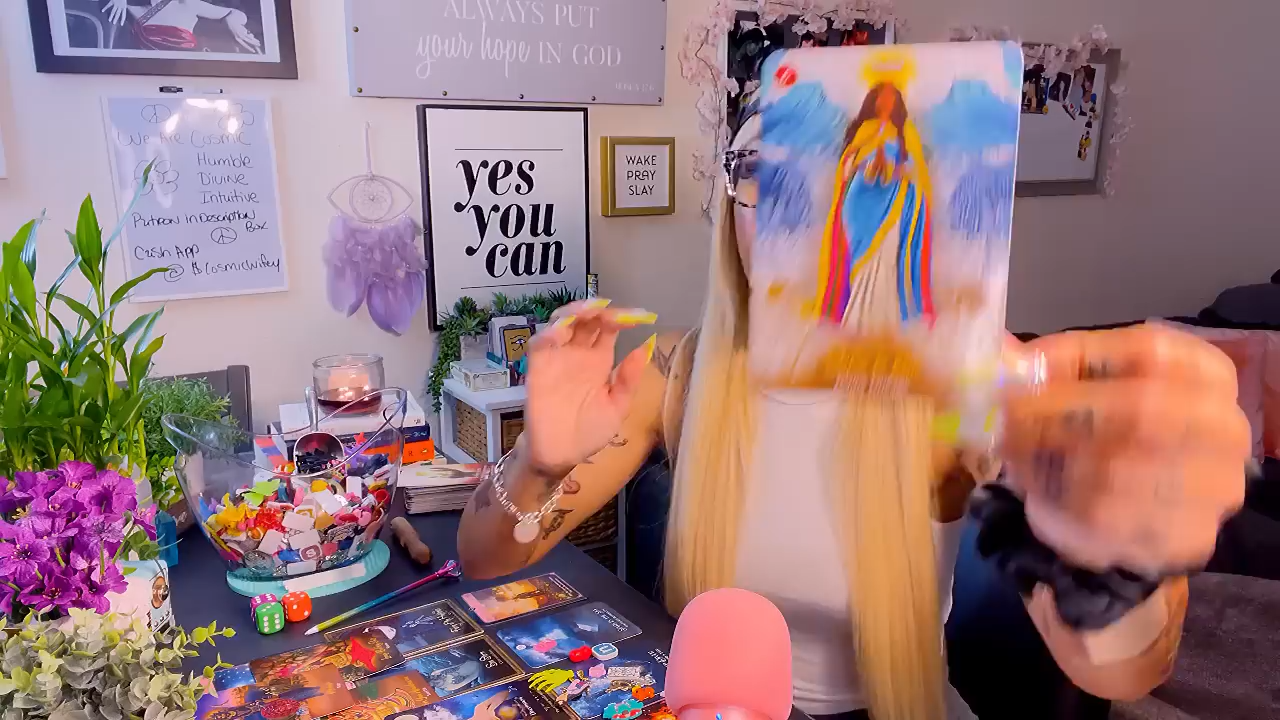 ALWAYS PUT
your hope IN GOD
We Are Cosmic
Humble
Divine
Intuitive
Patreon in Description
Box
Cash App
@ $Cosmicwifey
yes
you
can
WAKE
PRAY
SLAY